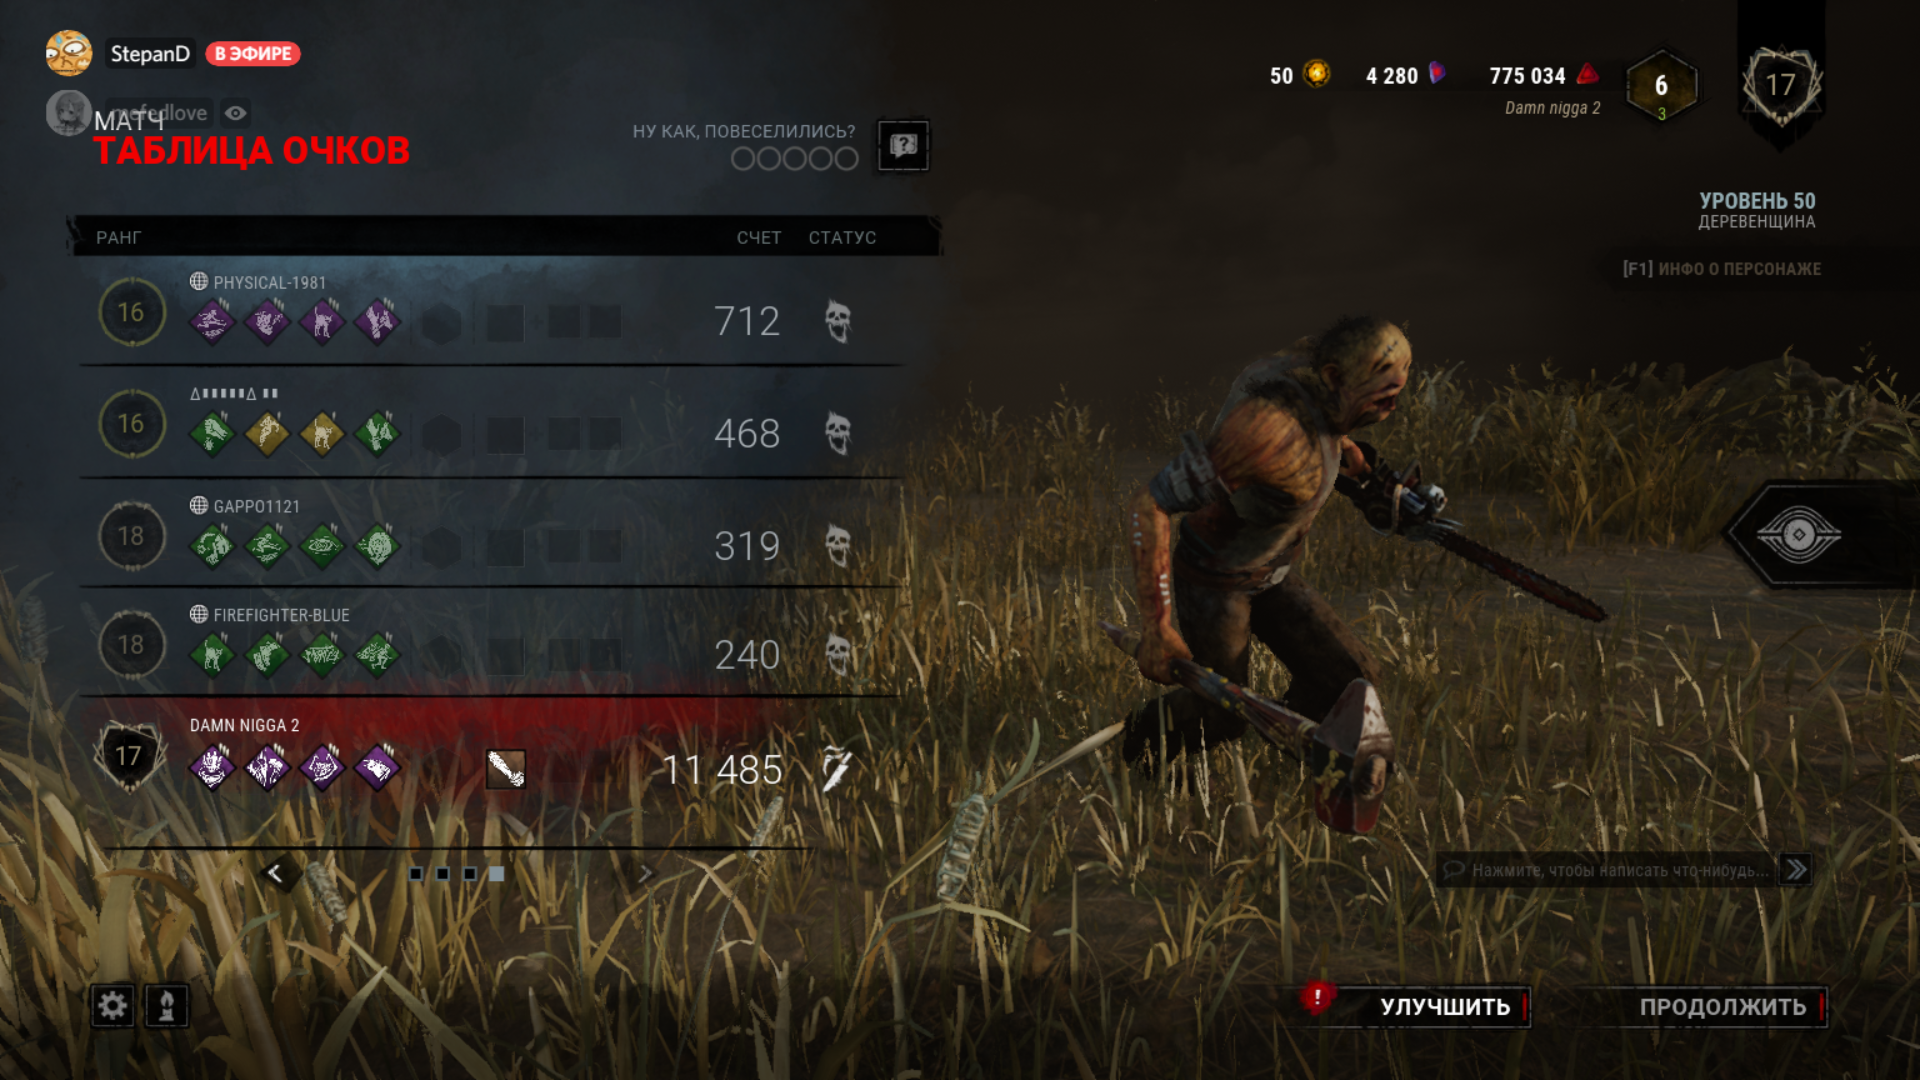 StepanD В ЭФИРЕ
mefedlove
МАТЧ
ТАБЛИЦА ОЧКОВ
НУ КАК, ПОВЕСЕЛИЛИСЬ?
50 4 280 775 034 6 17
Damn nigga 2 3
УРОВЕНЬ 50
ДЕРЕВЕНЩИНА
[F1] ИНФО О ПЕРСОНАЖЕ
РАНГ СЧЕТ СТАТУС
PHYSICAL-1981
16 712
16 468
GAPPO1121
18 319
FIREFIGHTER-BLUE
18 240
DAMN NIGGA 2
17 11 485
Нажмите, чтобы написать что-нибудь...
! УЛУЧШИТЬ ПРОДОЛЖИТЬ